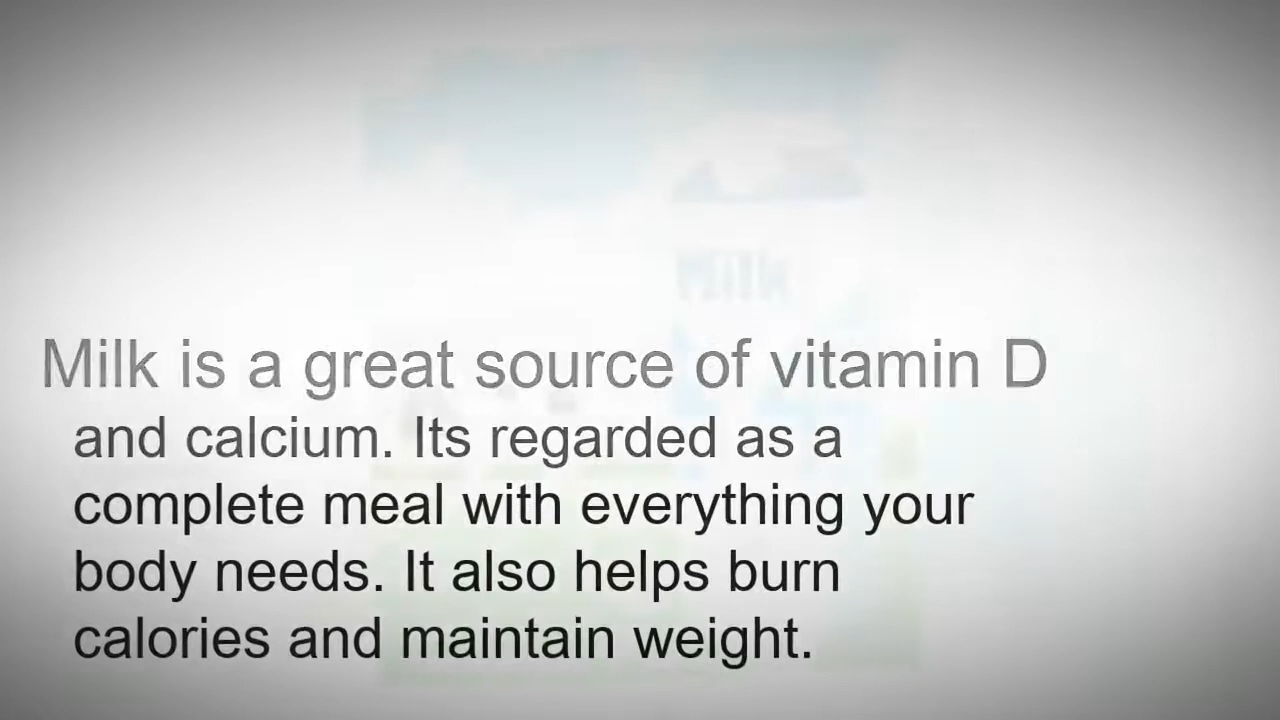 Milk
Milk is a great source of vitamin D
and calcium. Its regarded as a
complete meal with everything your
body needs. It also helps burn
calories and maintain weight.